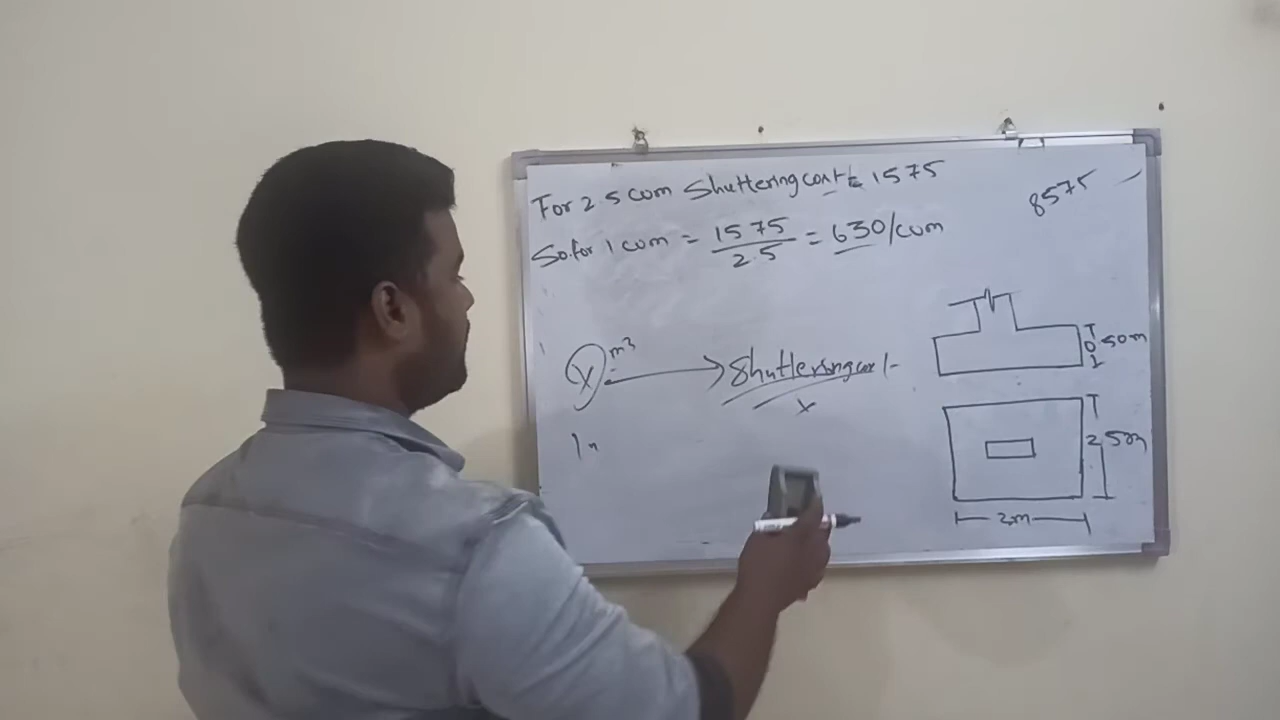 For 2.5 cum Shuttering cost = 1575
8575
So. for 1 cum = 1575 / 2.5 = 630/cum
X m³ → Shuttering cost
x
1
0.50m
2.5m
2m